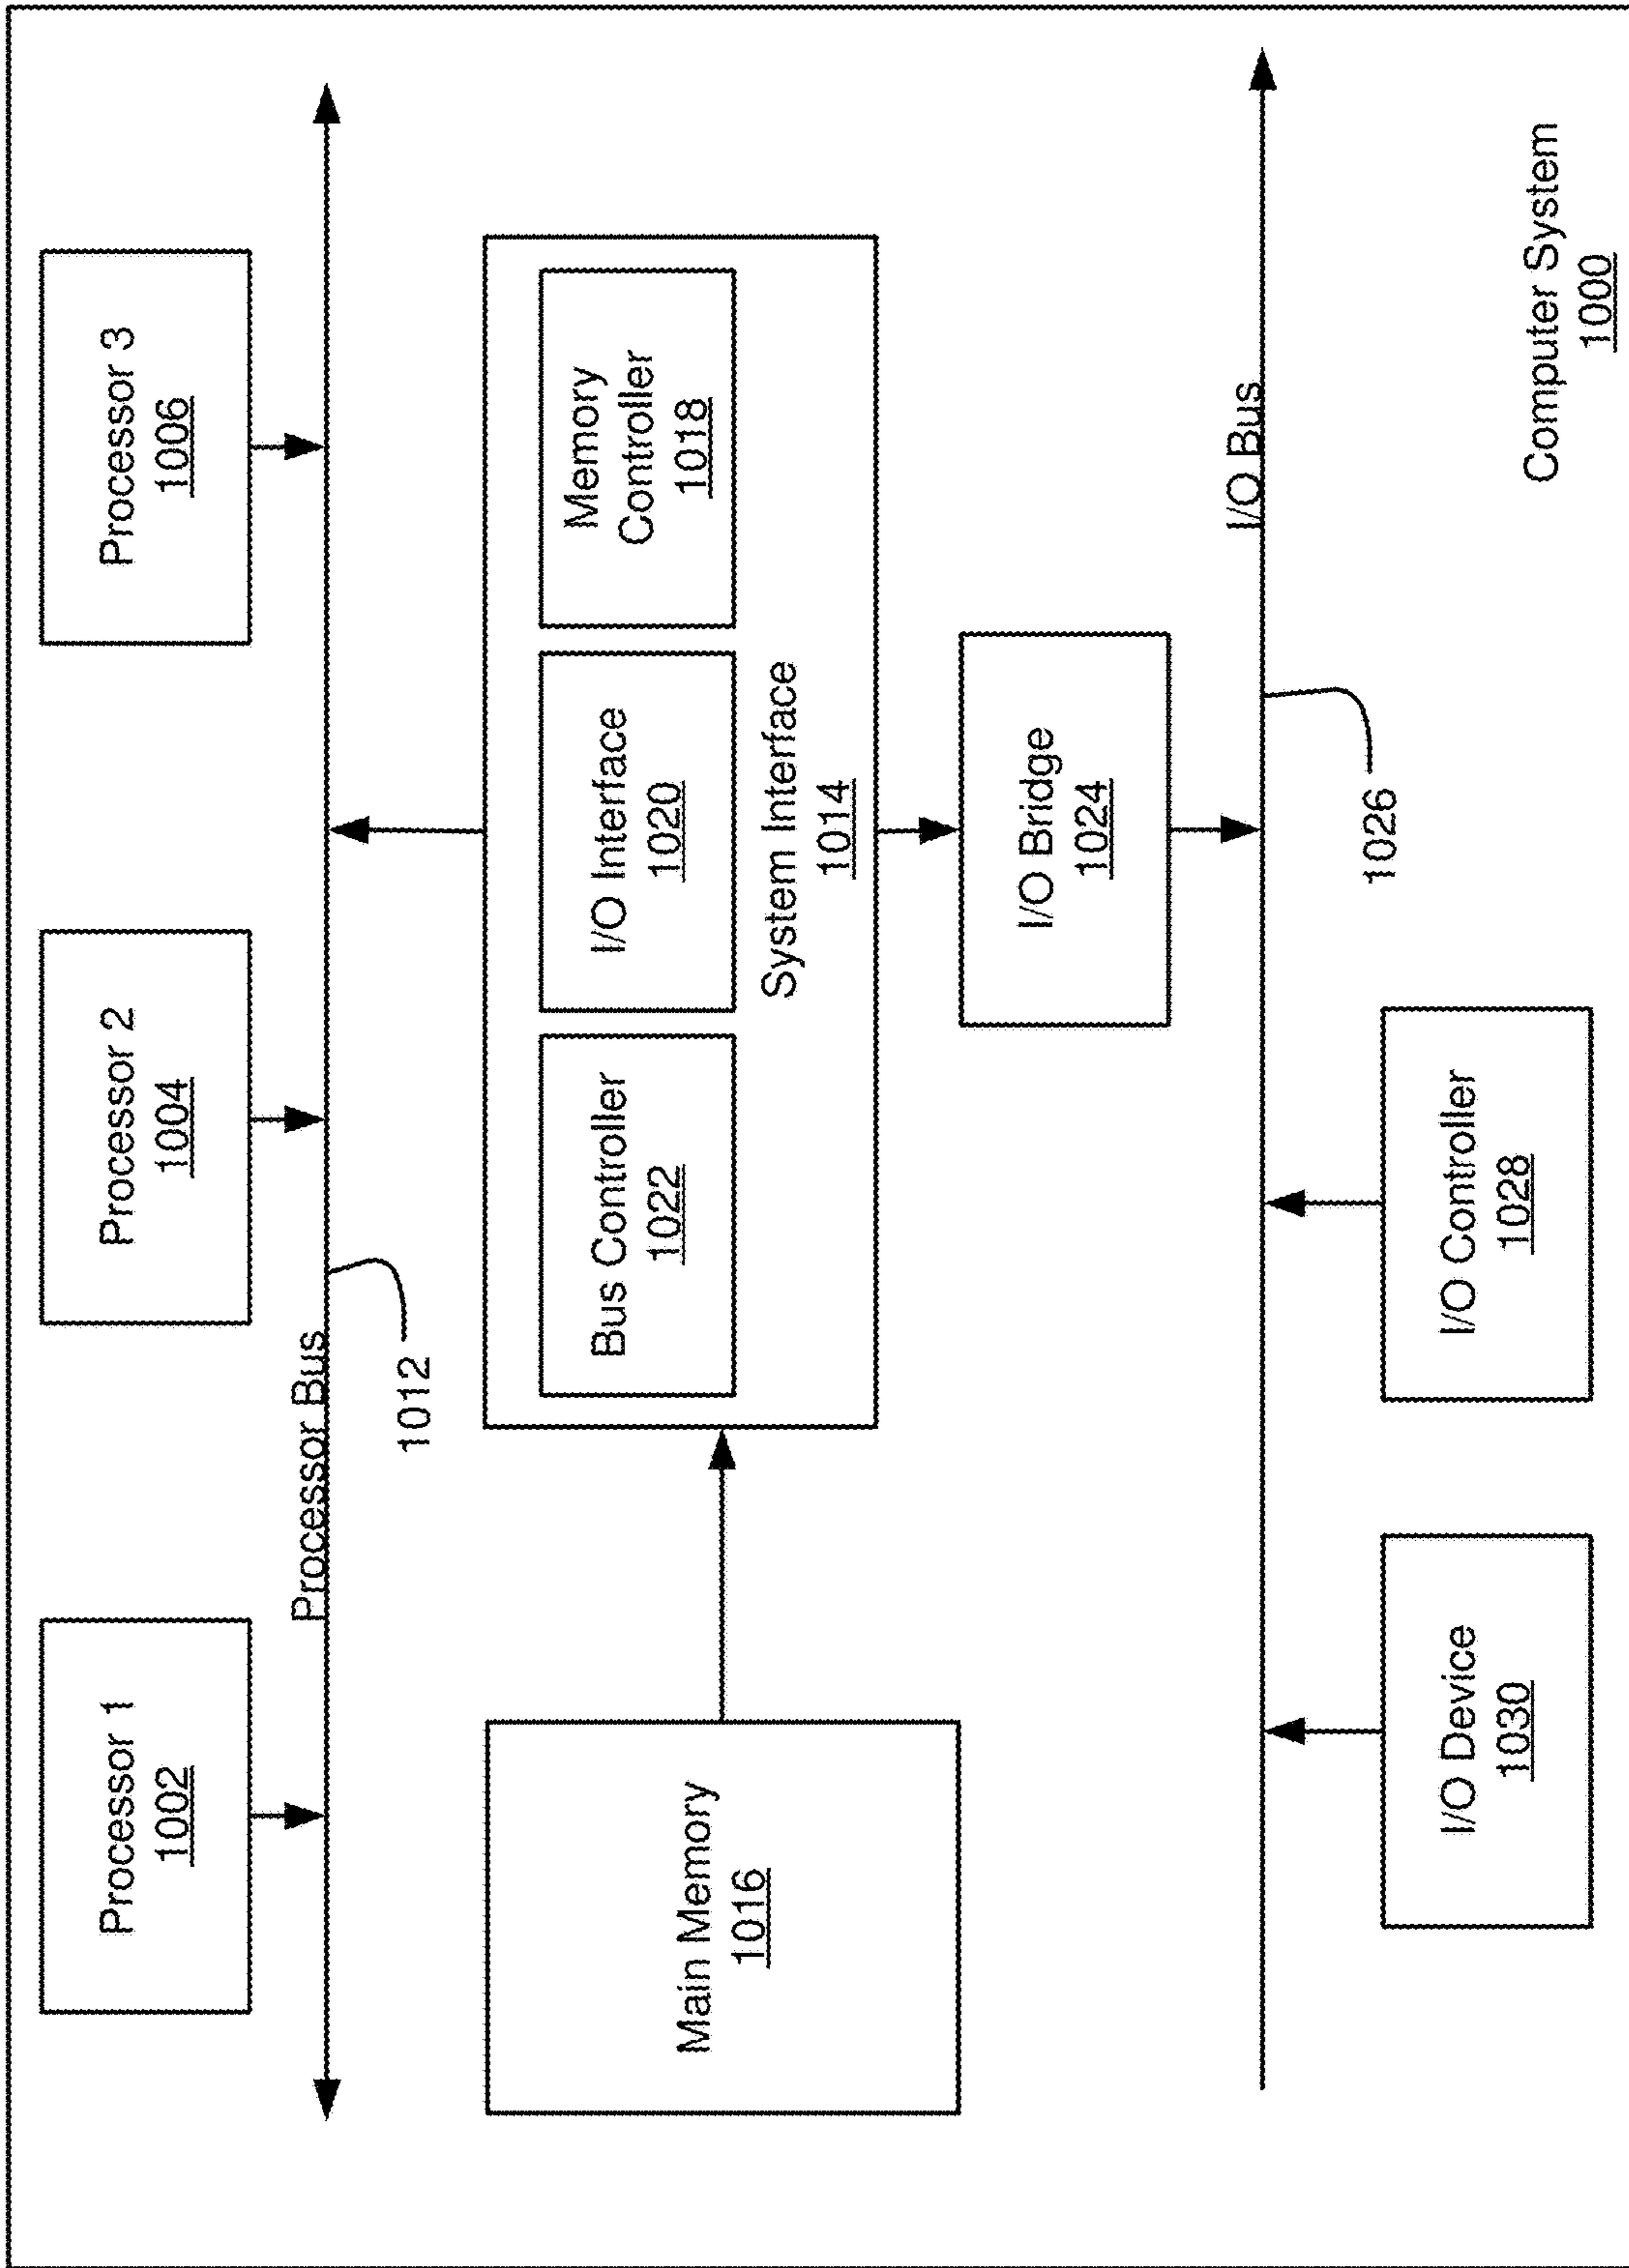 Processor 1
1002
Processor 2
1004
Processor 3
1006
Processor Bus
1012
Main Memory
1016
Bus Controller
1022
I/O Interface
1020
Memory
Controller
1018
System Interface
1014
I/O Bridge
1024
I/O Bus
1026
I/O Device
1030
I/O Controller
1028
Computer System
1000